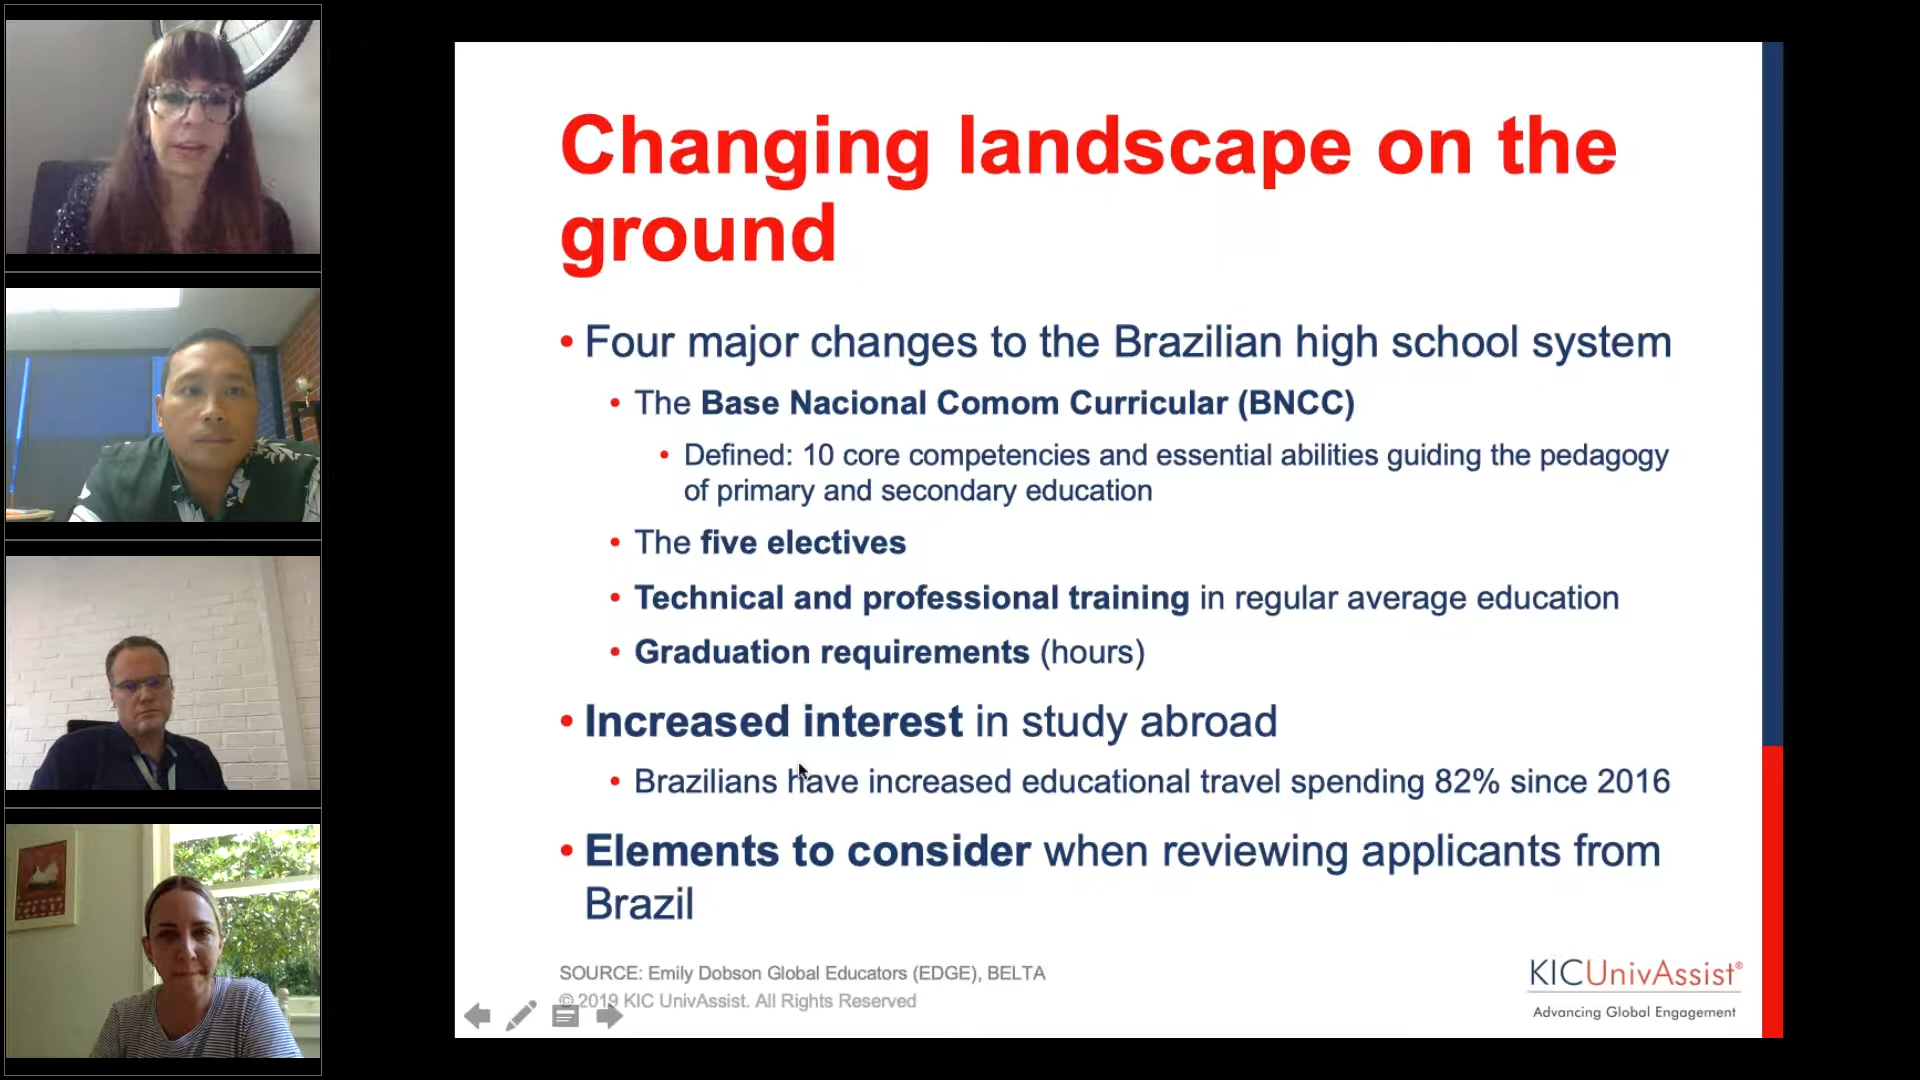 Changing landscape on the
ground
• Four major changes to the Brazilian high school system
• The Base Nacional Comom Curricular (BNCC)
• Defined: 10 core competencies and essential abilities guiding the pedagogy
of primary and secondary education
• The five electives
• Technical and professional training in regular average education
• Graduation requirements (hours)
• Increased interest in study abroad
• Brazilians have increased educational travel spending 82% since 2016
• Elements to consider when reviewing applicants from
Brazil
SOURCE: Emily Dobson Global Educators (EDGE), BELTA
© 2019 KIC UnivAssist. All Rights Reserved
KICUnivAssist®
Advancing Global Engagement